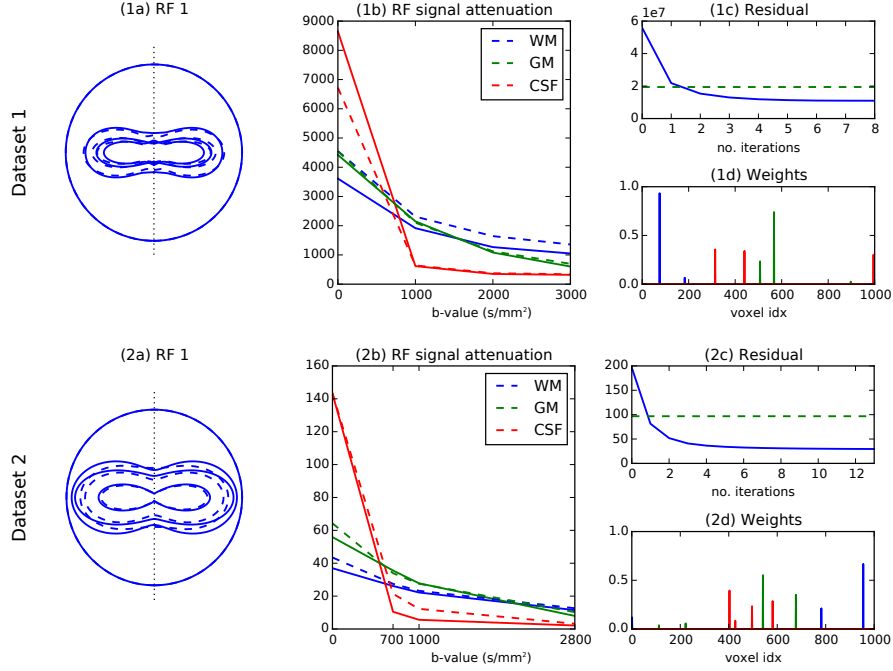 Dataset 1
(1a) RF 1
(1b) RF signal attenuation
9000
8000
7000
6000
5000
4000
3000
2000
1000
0
WM
GM
CSF
0 1000 2000 3000
b-value (s/mm²)
(1c) Residual
1e7
6
5
4
3
2
1
0
0 1 2 3 4 5 6 7 8
no. iterations
(1d) Weights
1.0
0.5
0.0
0 200 400 600 800 1000
voxel idx
Dataset 2
(2a) RF 1
(2b) RF signal attenuation
160
140
120
100
80
60
40
20
0
WM
GM
CSF
0 700 1000 2800
b-value (s/mm²)
(2c) Residual
200
150
100
50
0
0 2 4 6 8 10 12
no. iterations
(2d) Weights
1.0
0.5
0.0
0 200 400 600 800 1000
voxel idx